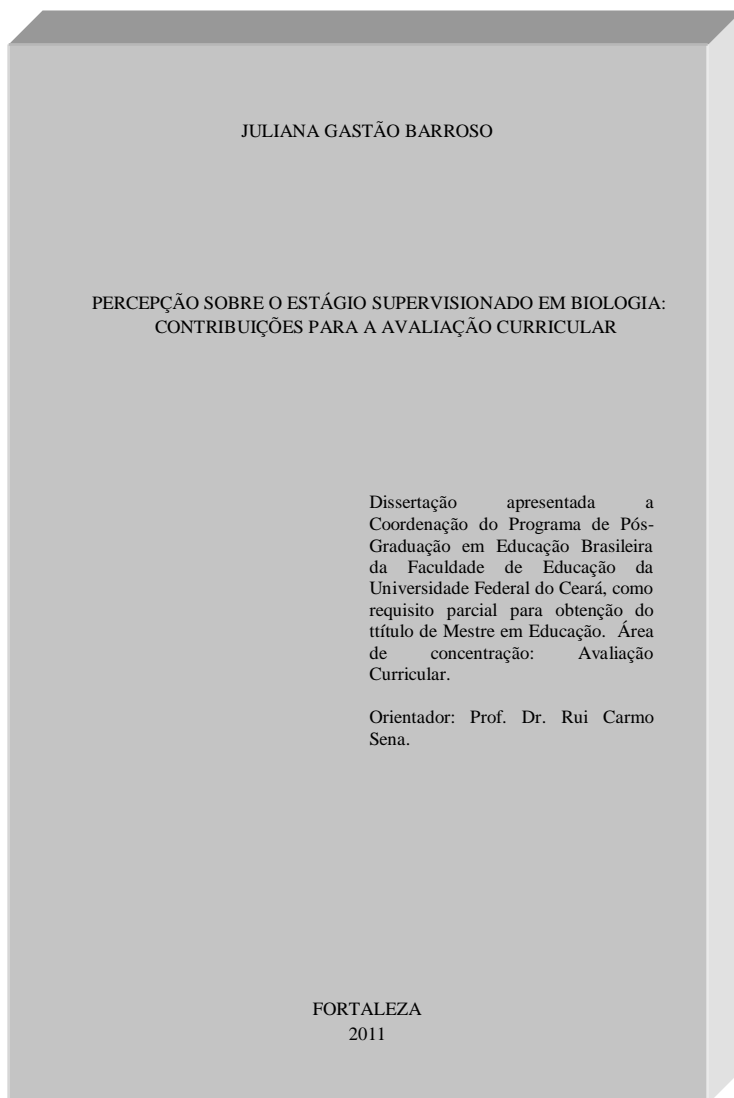 JULIANA GASTÃO BARROSO
PERCEPÇÃO SOBRE O ESTÁGIO SUPERVISIONADO EM BIOLOGIA:
CONTRIBUIÇÕES PARA A AVALIAÇÃO CURRICULAR
Dissertação apresentada a
Coordenação do Programa de Pós-
Graduação em Educação Brasileira
da Faculdade de Educação da
Universidade Federal do Ceará, como
requisito parcial para obtenção do
ttítulo de Mestre em Educação. Área
de concentração: Avaliação
Curricular.
Orientador: Prof. Dr. Rui Carmo
Sena.
FORTALEZA
2011